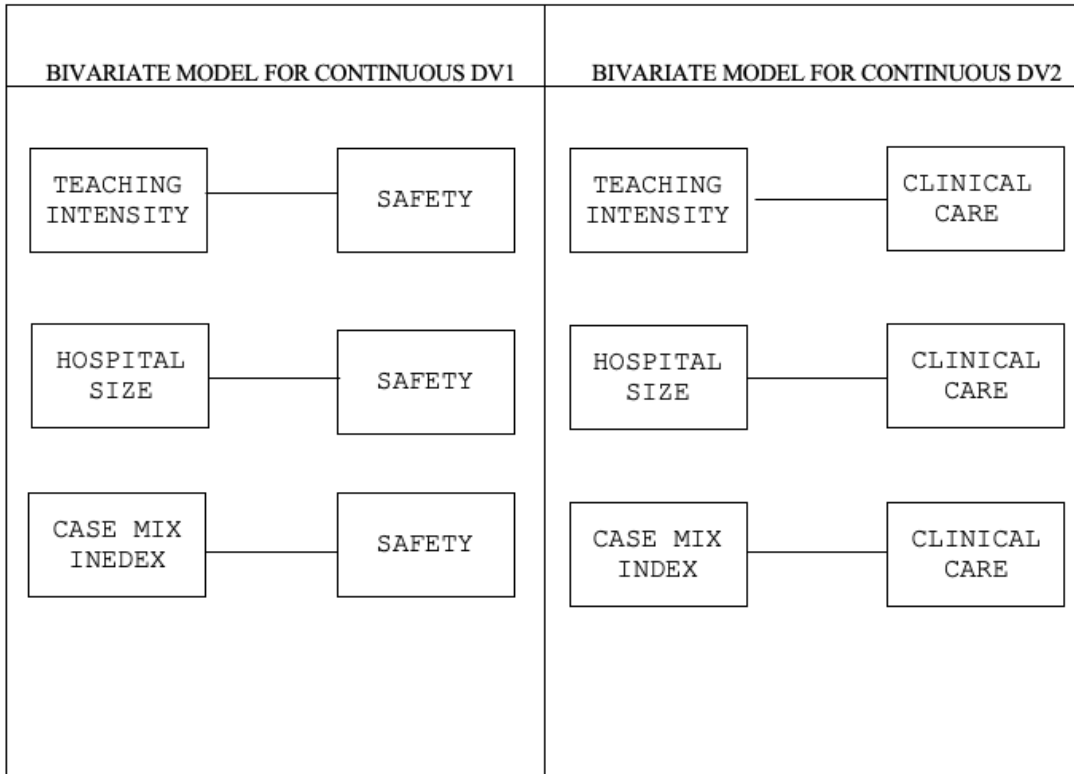 BIVARIATE MODEL FOR CONTINUOUS DV1
TEACHING
INTENSITY
SAFETY
HOSPITAL
SIZE
SAFETY
CASE MIX
INEDEX
SAFETY
BIVARIATE MODEL FOR CONTINUOUS DV2
TEACHING
INTENSITY
CLINICAL
CARE
HOSPITAL
SIZE
CLINICAL
CARE
CASE MIX
INDEX
CLINICAL
CARE